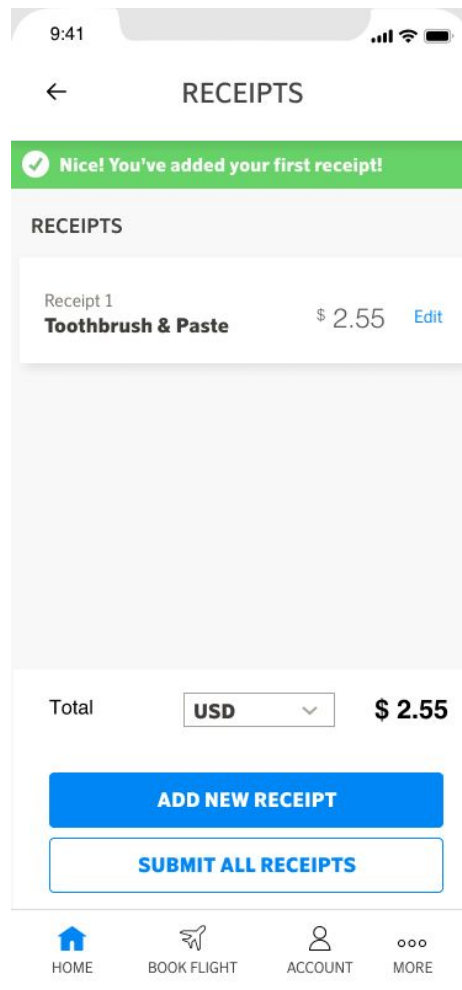 9:41
RECEIPTS
Nice! You've added your first receipt!
RECEIPTS
Receipt 1
Toothbrush & Paste
$ 2.55 Edit
Total USD $ 2.55
ADD NEW RECEIPT
SUBMIT ALL RECEIPTS
HOME BOOK FLIGHT ACCOUNT MORE